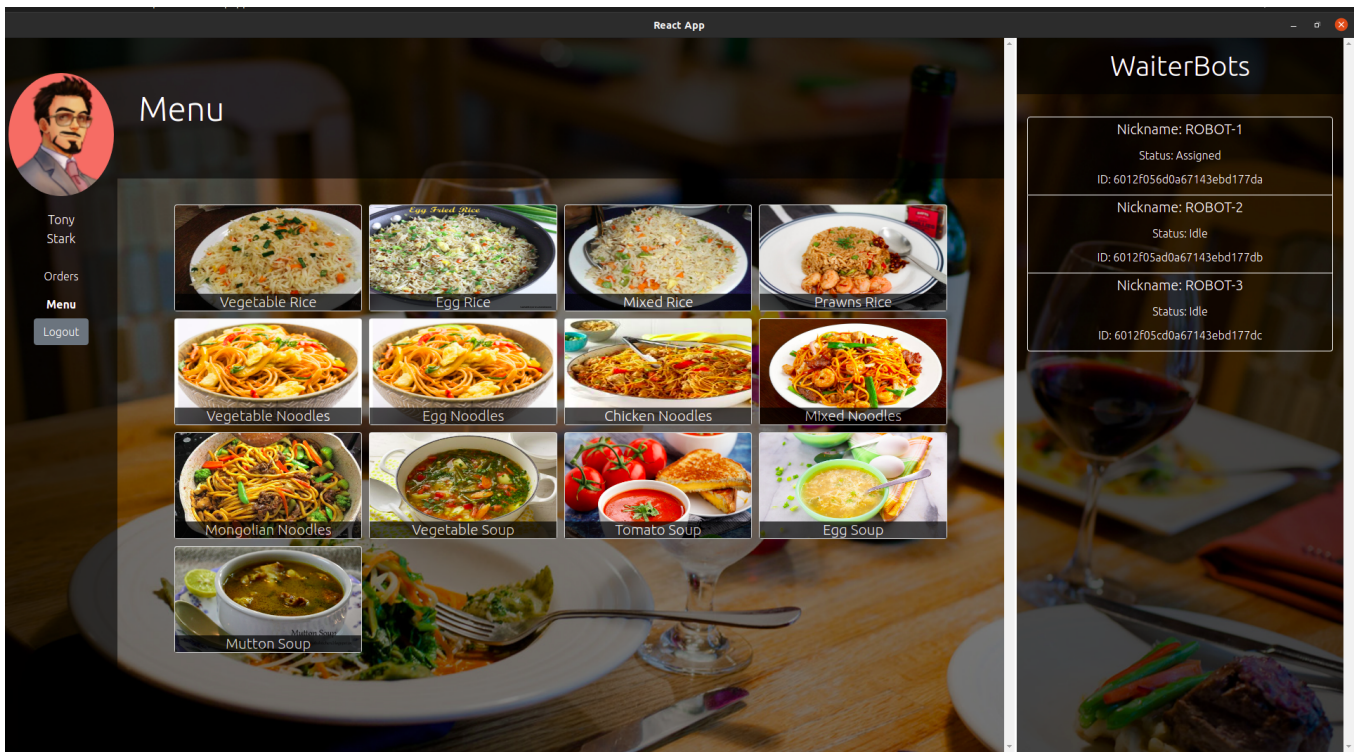 React App
Menu
Tony
Stark
Orders
Menu
Logout
Egg Fried Rice
Vegetable Rice
Egg Rice
Mixed Rice
Prawns Rice
Vegetable Noodles
Egg Noodles
Chicken Noodles
Mixed Noodles
Mongolian Noodles
Vegetable Soup
Tomato Soup
Egg Soup
Mutton Soup
Mutton Soup
WaiterBots
Nickname: ROBOT-1
Status: Assigned
ID: 6012f056d0a67143ebd177da
Nickname: ROBOT-2
Status: Idle
ID: 6012f05ad0a67143ebd177db
Nickname: ROBOT-3
Status: Idle
ID: 6012f05cd0a67143ebd177dc